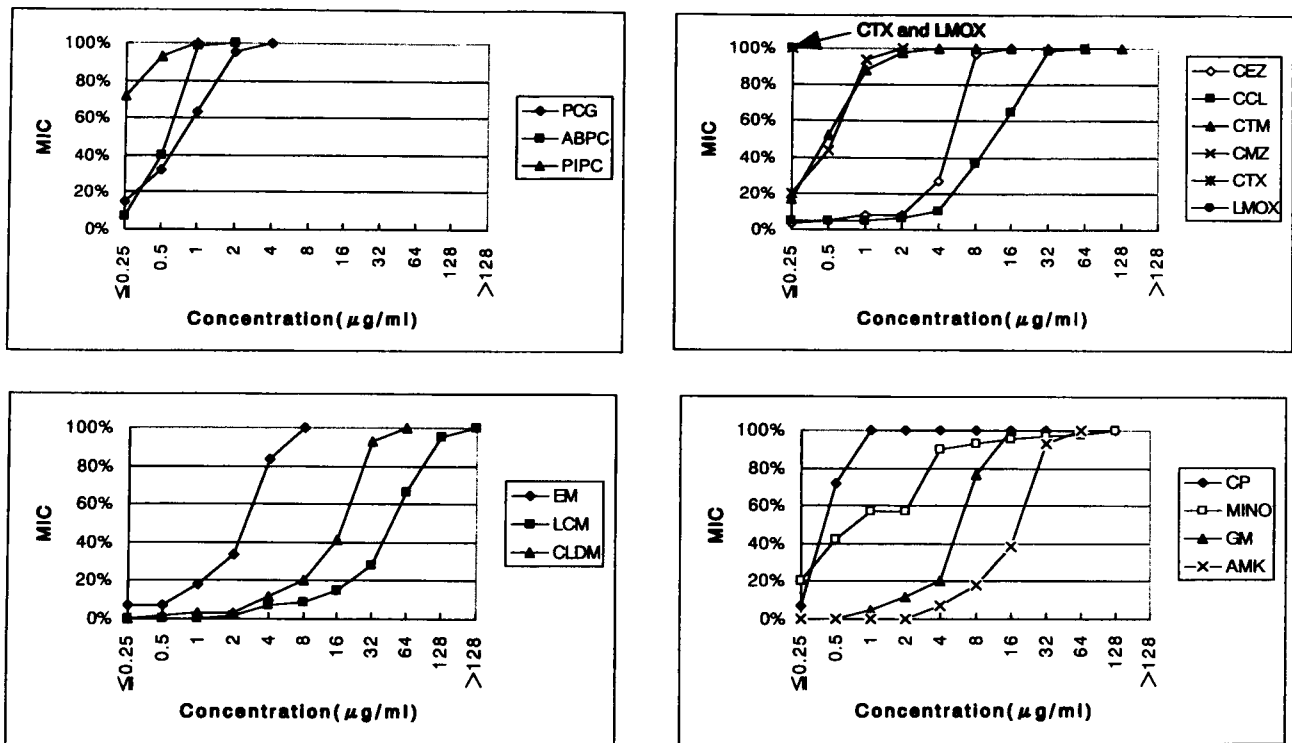 100%
80%
60%
40%
20%
0%
MIC
≦0.25
0.5
1
2
4
8
16
32
64
128
>128
Concentration(μg/ml)
PCG
ABPC
PIPC
CTX and LMOX
100%
80%
60%
40%
20%
0%
MIC
≦0.25
0.5
1
2
4
8
16
32
64
128
>128
Concentration(μg/ml)
CEZ
CCL
CTM
CMZ
CTX
LMOX
100%
80%
60%
40%
20%
0%
MIC
≦0.25
0.5
1
2
4
8
16
32
64
128
>128
Concentration(μg/ml)
EM
LCM
CLDM
100%
80%
60%
40%
20%
0%
MIC
≦0.25
0.5
1
2
4
8
16
32
64
128
>128
Concentration(μg/ml)
CP
MINO
GM
AMK